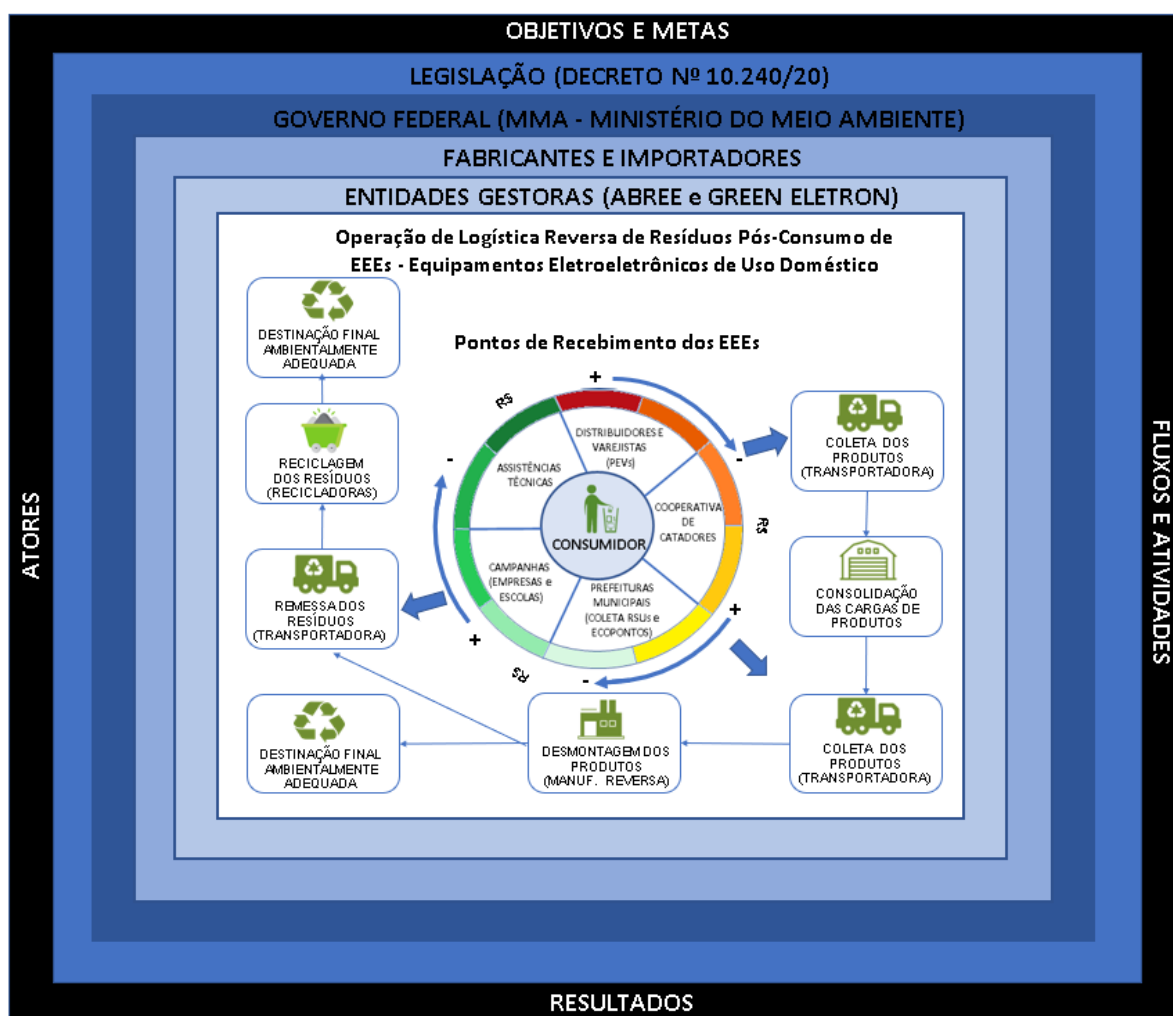 OBJETIVOS E METAS
LEGISLAÇÃO (DECRETO Nº 10.240/20)
GOVERNO FEDERAL (MMA - MINISTÉRIO DO MEIO AMBIENTE)
FABRICANTES E IMPORTADORES
ENTIDADES GESTORAS (ABREE e GREEN ELETRON)
Operação de Logística Reversa de Resíduos Pós-Consumo de
EEEs - Equipamentos Eletroeletrônicos de Uso Doméstico
ATORES
FLUXOS E ATIVIDADES
DESTINAÇÃO FINAL
AMBIENTALMENTE
ADEQUADA
RECICLAGEM
DOS RESÍDUOS
(RECICLADORAS)
REMESSA DOS
RESÍDUOS
(TRANSPORTADORA)
DESTINAÇÃO FINAL
AMBIENTALMENTE
ADEQUADA
Pontos de Recebimento dos EEEs
+
R$
-
-
DISTRIBUIDORES E
VAREJISTAS
(PEVs)
ASSISTÊNCIAS
TÉCNICAS
COOPERATIVA
DE
CATADORES
R$
CONSUMIDOR
CAMPANHAS
(EMPRESAS e
ESCOLAS)
PREFEITURAS
MUNICIPAIS
(COLETA RSUs e
ECOPONTOS)
+
+
R$
-
DESMONTAGEM DOS
PRODUTOS
(MANUF. REVERSA)
COLETA DOS
PRODUTOS
(TRANSPORTADORA)
CONSOLIDAÇÃO
DAS CARGAS DE
PRODUTOS
COLETA DOS
PRODUTOS
(TRANSPORTADORA)
RESULTADOS